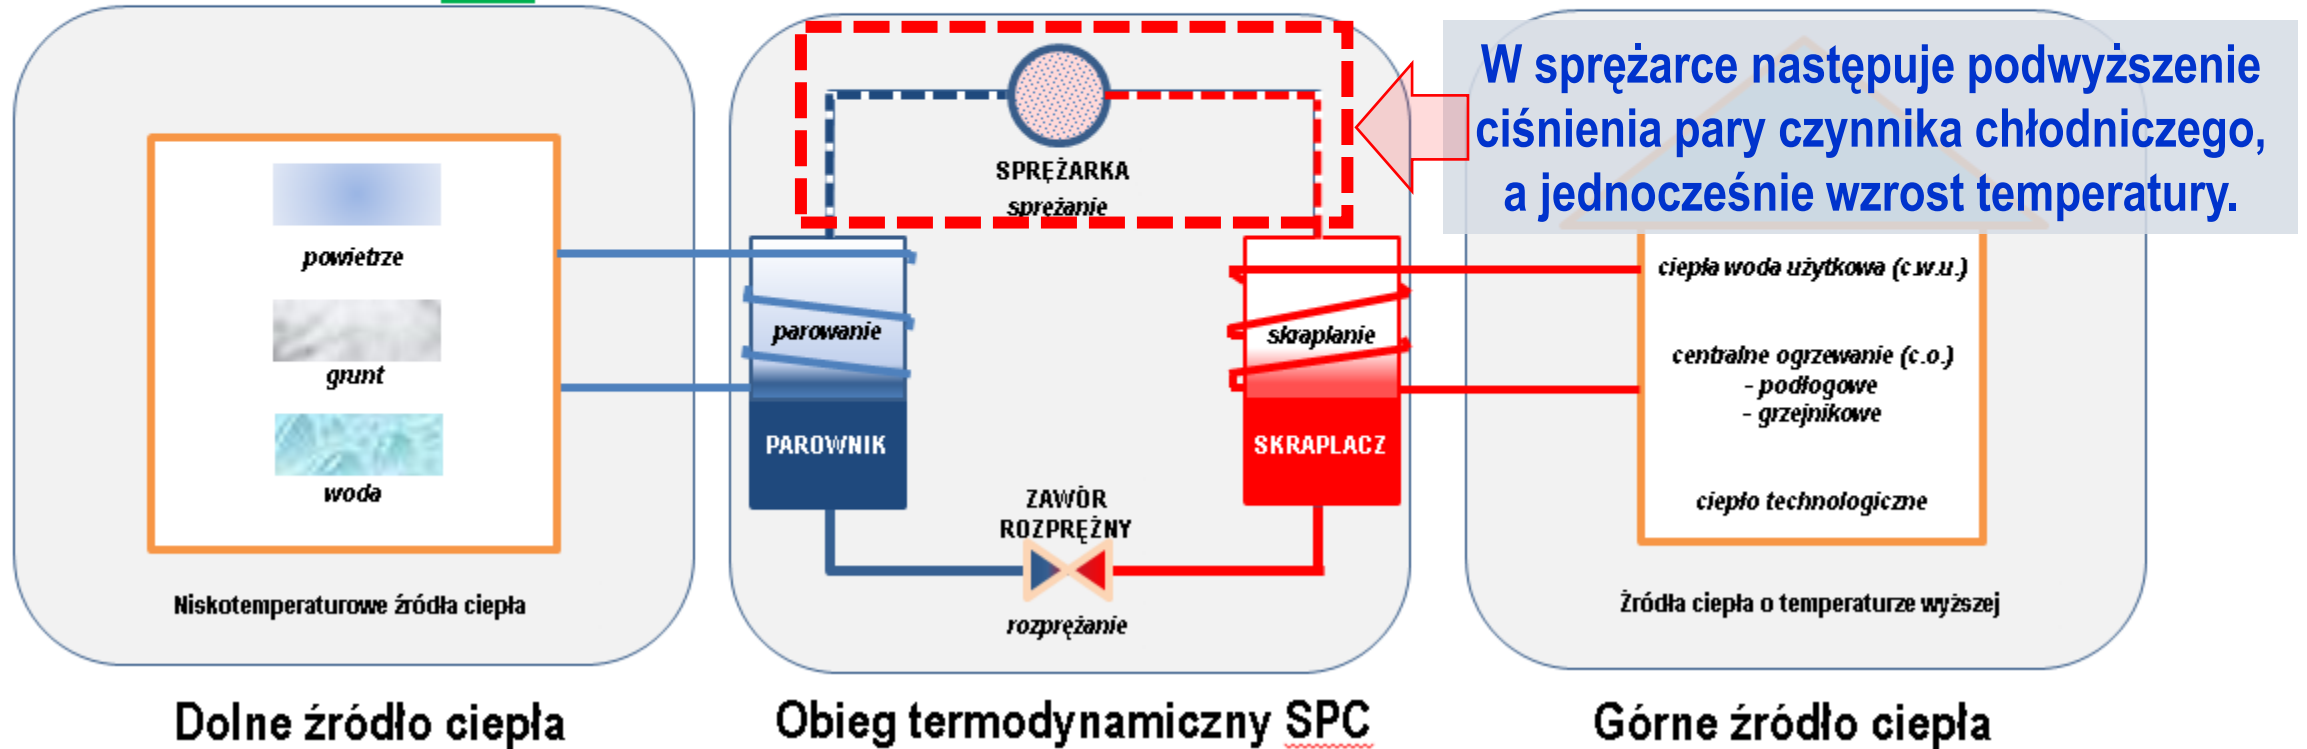 powietrze
grunt
woda
Niskotemperaturowe źródła ciepła
Dolne źródło ciepła
SPRĘŻARKA
sprężanie
parowanie
PAROWNIK
skraplanie
SKRAPLACZ
ZAWÓR
ROZPRĘŻNY
rozprężanie
Obieg termodynamiczny SPC
W sprężarce następuje podwyższenie
ciśnienia pary czynnika chłodniczego,
a jednocześnie wzrost temperatury.
ciepła woda użytkowa (c.w.u.)
centralne ogrzewanie (c.o.)
- podłogowe
- grzejnikowe
ciepło technologiczne
Źródła ciepła o temperaturze wyższej
Górne źródło ciepła